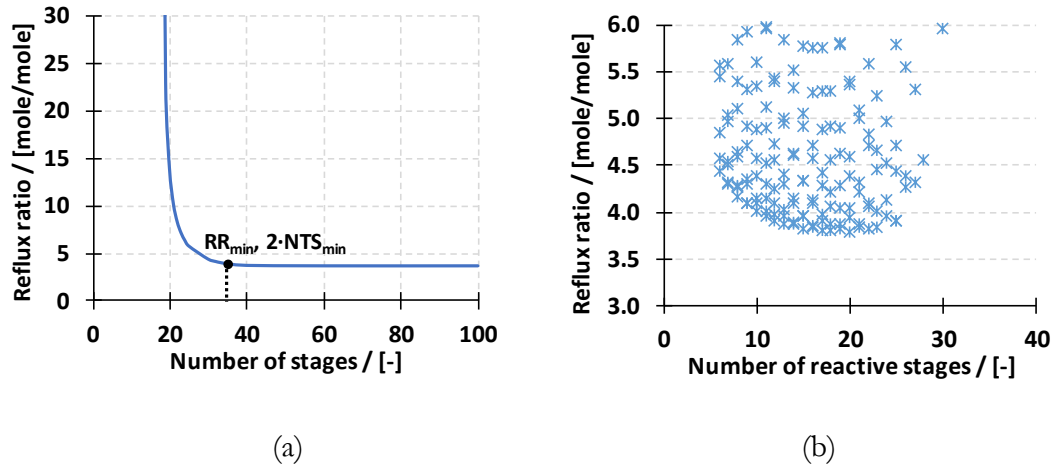 30
25
20
15
10
5
0
Reflux ratio / [mole/mole]
RRmin, 2·NTSmin
0 20 40 60 80 100
Number of stages / [-]
(a)
6.0
5.5
5.0
4.5
4.0
3.5
3.0
Reflux ratio / [mole/mole]
0 10 20 30 40
Number of reactive stages / [-]
(b)